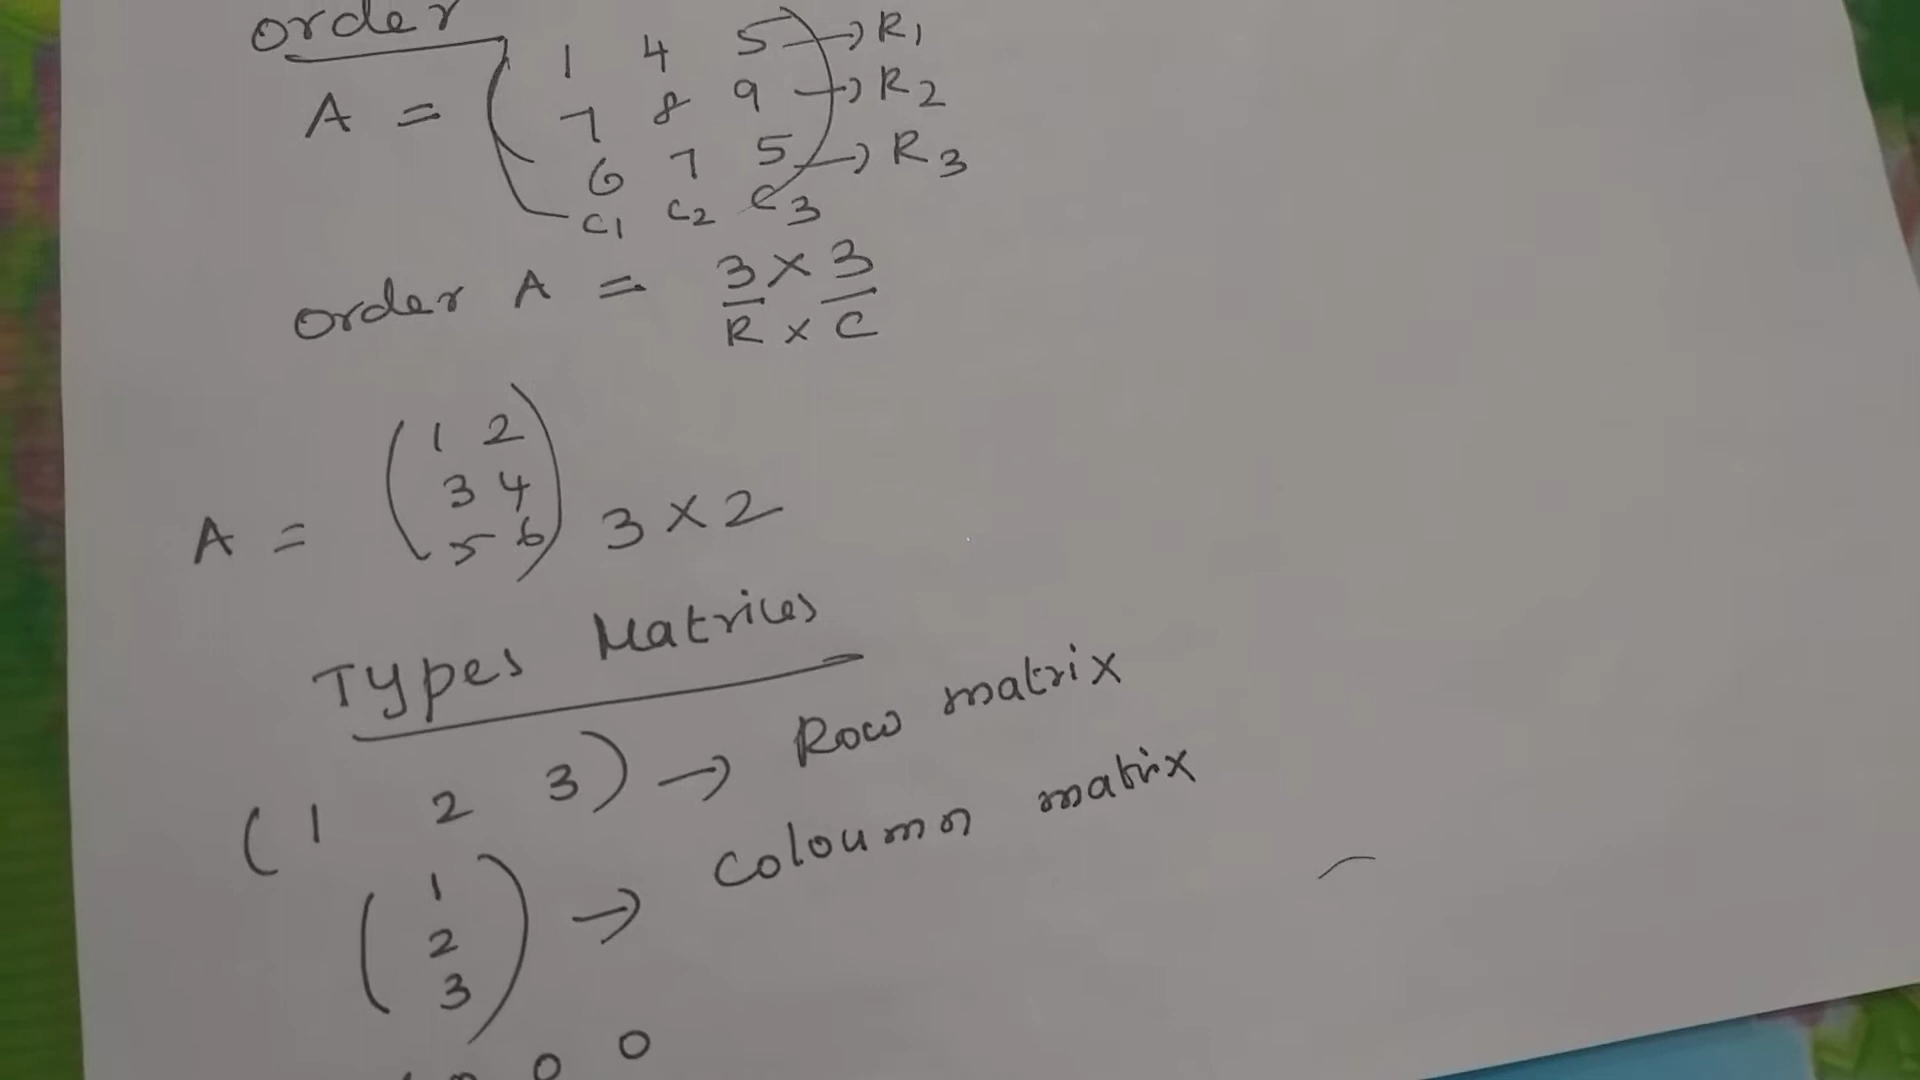 order
A = ( 1 4 5 ) → R1
7 8 9 → R2
6 7 5 → R3
C1 C2 C3
order A = 3 × 3
R × C
1 2
3 4
A = ( 5 6 ) 3 × 2
Types Matrices
( 1 2 3 ) → Row matrix
1
( 2 ) → Coloumn matrix
3
0 0